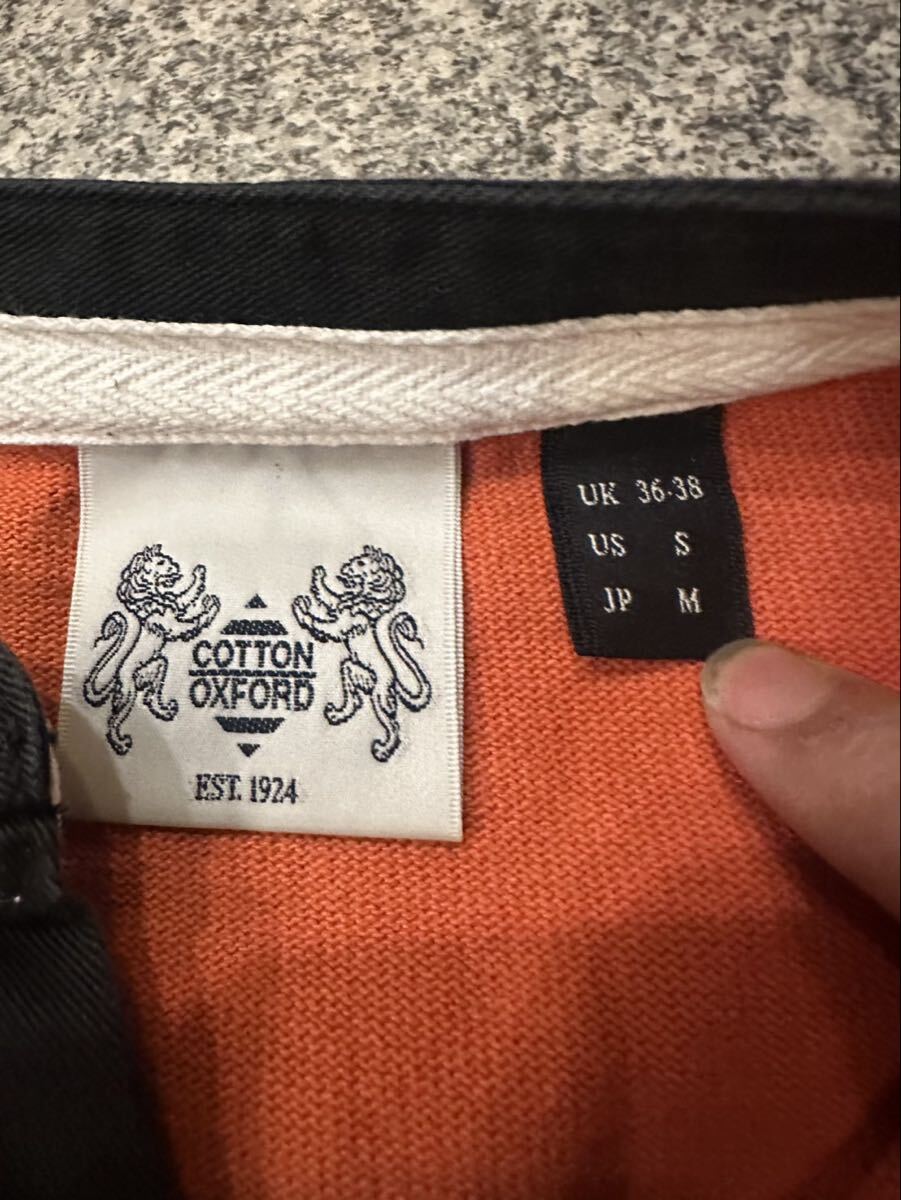 COTTON
OXFORD
EST. 1924
UK 36-38
US S
JP M